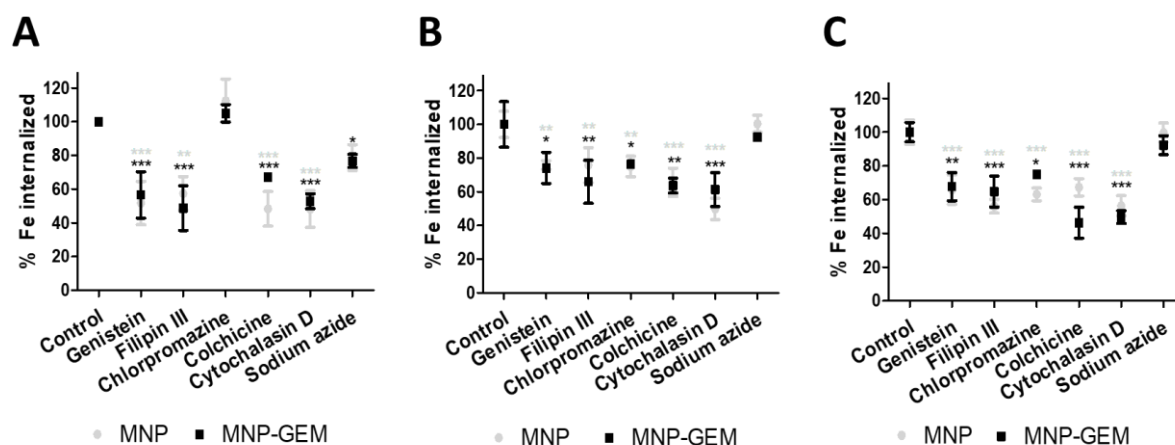 A
% Fe internalized
120
100
80
60
40
20
0
***
***
**
***
***
***
***
***
*
Control
Genistein
Filipin III
Chlorpromazine
Colchicine
Cytochalasin D
Sodium azide
MNP MNP-GEM
B
% Fe internalized
120
100
80
60
40
20
0
**
*
**
**
**
*
***
**
***
***
Control
Genistein
Filipin III
Chlorpromazine
Colchicine
Cytochalasin D
Sodium azide
MNP MNP-GEM
C
% Fe internalized
120
100
80
60
40
20
0
***
**
***
***
***
*
***
***
***
***
Control
Genistein
Filipin III
Chlorpromazine
Colchicine
Cytochalasin D
Sodium azide
MNP MNP-GEM